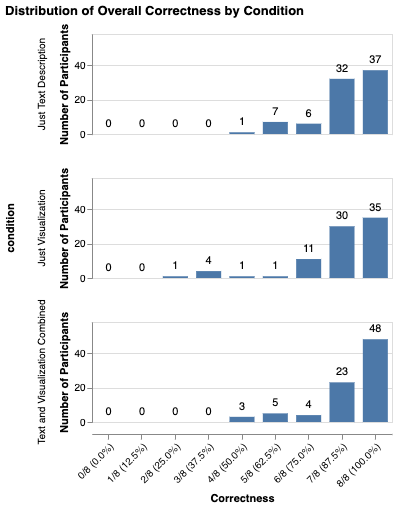 Distribution of Overall Correctness by Condition
condition
Just Text Description
Number of Participants
40
20
0
0 0 0 0 1 7 6 32 37
Just Visualization
Number of Participants
40
20
0
0 0 1 4 1 1 11 30 35
Text and Visualization Combined
Number of Participants
40
20
0
0 0 0 0 3 5 4 23 48
0/8 (0.0%)
1/8 (12.5%)
2/8 (25.0%)
3/8 (37.5%)
4/8 (50.0%)
5/8 (62.5%)
6/8 (75.0%)
7/8 (87.5%)
8/8 (100.0%)
Correctness